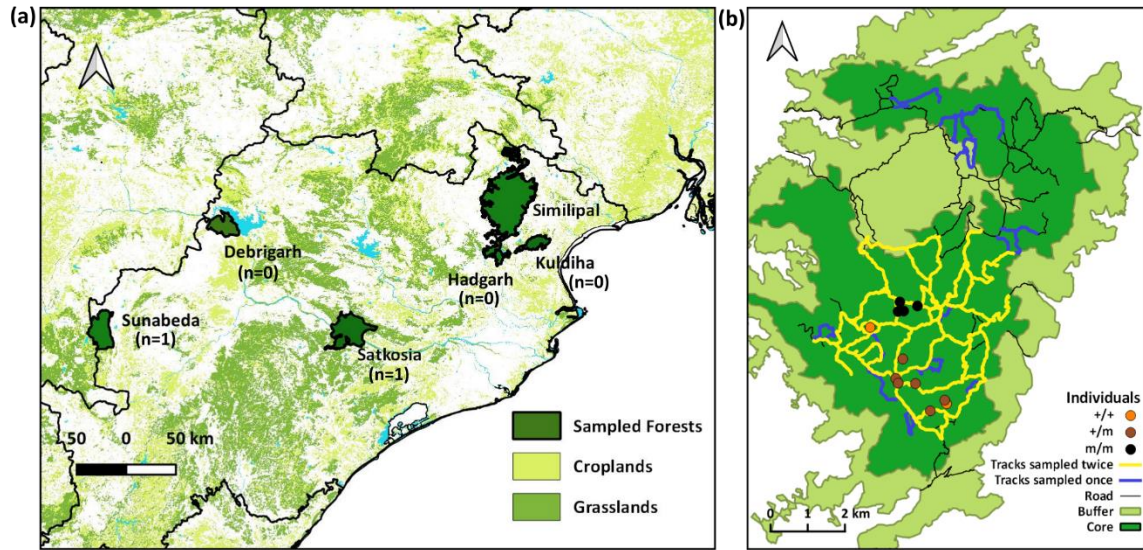 (a)
Similipal
Debrigarh
(n=0)
Hadgarh
(n=0)
Kuldiha
(n=0)
Sunabeda
(n=1)
Satkosia
(n=1)
50 0 50 km
Sampled Forests
Croplands
Grasslands
(b)
Individuals
+/+
+/m
m/m
Tracks sampled twice
Tracks sampled once
Road
Buffer
Core
0 1 2 km